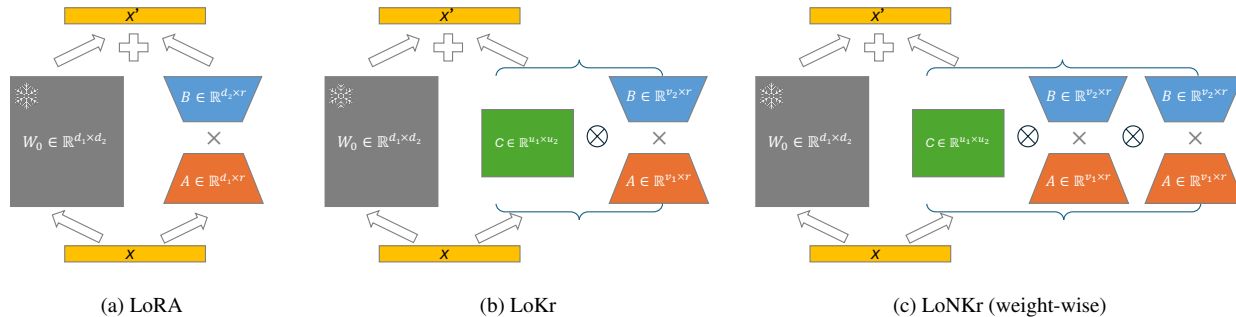 x'
B ∈ ℝ^{d₂×r}
W₀ ∈ ℝ^{d₁×d₂}
×
A ∈ ℝ^{d₁×r}
x
(a) LoRA
x'
B ∈ ℝ^{v₂×r}
W₀ ∈ ℝ^{d₁×d₂}
C ∈ ℝ^{u₁×u₂}
⊗
×
A ∈ ℝ^{v₁×r}
x
(b) LoKr
x'
B ∈ ℝ^{v₂×r}
B ∈ ℝ^{v₂×r}
W₀ ∈ ℝ^{d₁×d₂}
C ∈ ℝ^{u₁×u₂}
⊗
×
⊗
×
A ∈ ℝ^{v₁×r}
A ∈ ℝ^{v₁×r}
x
(c) LoNKr (weight-wise)